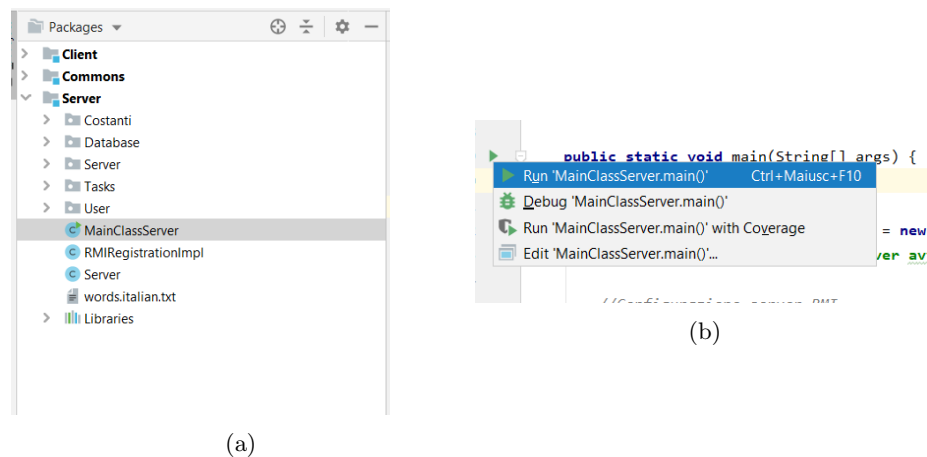 Packages
Client
Commons
Server
Costanti
Database
Server
Tasks
User
MainClassServer
RMIRegistrationImpl
Server
words.italian.txt
Libraries
(a)
public static void main(String[] args) {
Run 'MainClassServer.main()' Ctrl+Maiusc+F10
Debug 'MainClassServer.main()'
Run 'MainClassServer.main()' with Coverage
= new
Edit 'MainClassServer.main()'...
ver av
//Configurazione server RMI
(b)